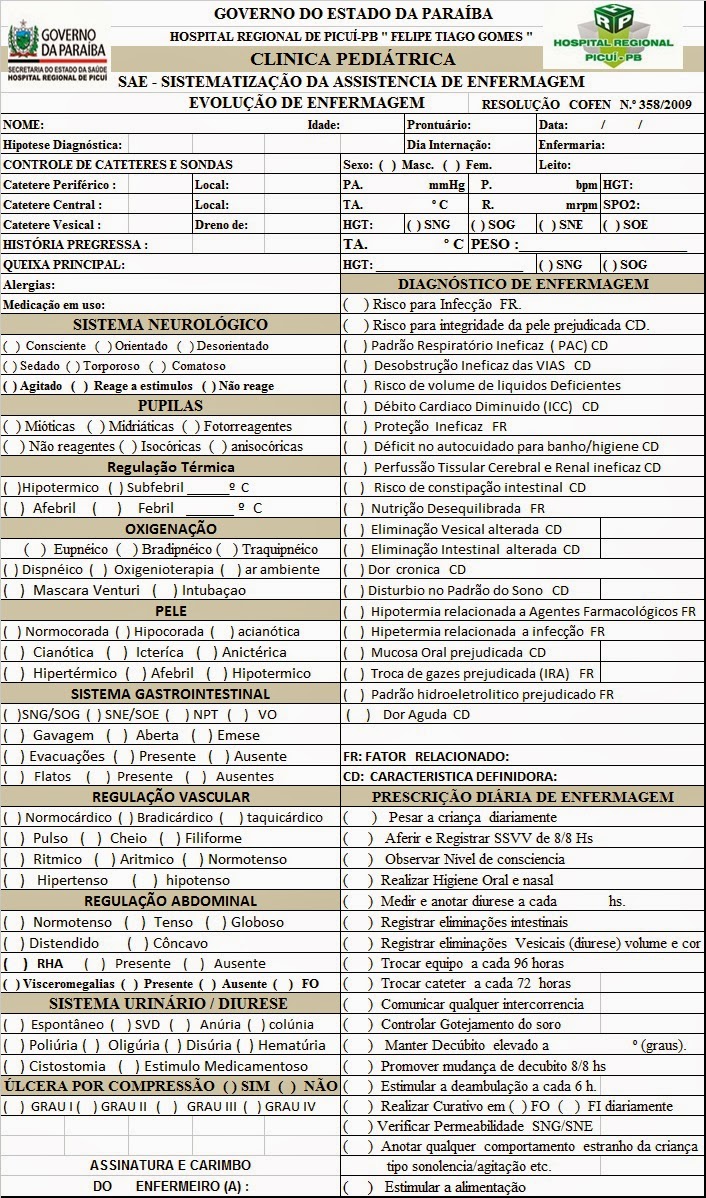 GOVERNO DO ESTADO DA PARAÍBA
HOSPITAL REGIONAL DE PICUÍ-PB " FELIPE TIAGO GOMES "
CLINICA PEDIÁTRICA
SAE - SISTEMATIZAÇÃO DA ASSISTENCIA DE ENFERMAGEM
EVOLUÇÃO DE ENFERMAGEM RESOLUÇÃO COFEN N.º 358/2009
GOVERNO
DA PARAÍBA
SECRETARIA DO ESTADO DA SAÚDE
HOSPITAL REGIONAL DE PICUÍ
HRP
HOSPITAL REGIONAL
PICUÍ-PB
NOME: Idade: Prontuário: Data: / /
Hipotese Diagnóstica: Dia Internação: Enfermaria:
CONTROLE DE CATETERES E SONDAS Sexo: ( ) Masc. ( ) Fem. Leito:
Catetere Periférico : Local: PA. mmHg P. bpm HGT:
Catetere Central : Local: TA. º C R. mrpm SPO2:
Catetere Vesical : Dreno de: HGT: ( ) SNG ( ) SOG ( ) SNE ( ) SOE
HISTÓRIA PREGRESSA : TA. º C PESO :____________________
QUEIXA PRINCIPAL: HGT: ____________________ ( ) SNG ( ) SOG
Alergias:
Medicação em uso:
SISTEMA NEUROLÓGICO
( ) Consciente ( ) Orientado ( ) Desorientado
( ) Sedado ( ) Torporoso ( ) Comatoso
( ) Agitado ( ) Reage a estimulos ( ) Não reage
PUPILAS
( ) Mióticas ( ) Midriáticas ( ) Fotorreagentes
( ) Não reagentes ( ) Isocóricas ( ) anisocóricas
Regulação Térmica
( )Hipotermico ( ) Subfebril ______º C
( ) Afebril ( ) Febril ______ º C
OXIGENAÇÃO
( ) Eupnéico ( ) Bradipnéico ( ) Traquipnéico
( ) Dispnéico ( ) Oxigenioterapia ( ) ar ambiente
( ) Mascara Venturi ( ) Intubaçao
PELE
( ) Normocorada ( ) Hipocorada ( ) acianótica
( ) Cianótica ( ) Icteríca ( ) Anictérica
( ) Hipertérmico ( ) Afebril ( ) Hipotermico
SISTEMA GASTROINTESTINAL
( )SNG/SOG ( ) SNE/SOE ( ) NPT ( ) VO
( ) Gavagem ( ) Aberta ( ) Emese
( ) Evacuações ( ) Presente ( ) Ausente
( ) Flatos ( ) Presente ( ) Ausentes
REGULAÇÃO VASCULAR
( ) Normocárdico ( ) Bradicárdico ( ) taquicárdico
( ) Pulso ( ) Cheio ( ) Filiforme
( ) Ritmico ( ) Aritmico ( ) Normotenso
( ) Hipertenso ( ) hipotenso
REGULAÇÃO ABDOMINAL
( ) Normotenso ( ) Tenso ( ) Globoso
( ) Distendido ( ) Côncavo
( ) RHA ( ) Presente ( ) Ausente
( ) Visceromegalias ( ) Presente ( ) Ausente ( ) FO
SISTEMA URINÁRIO / DIURESE
( ) Espontâneo ( ) SVD ( ) Anúria ( ) colúnia
( ) Poliúria ( ) Oligúria ( ) Disúria ( ) Hematúria
( ) Cistostomia ( ) Estimulo Medicamentoso
ÚLCERA POR COMPRESSÃO ( ) SIM ( ) NÃO
( ) GRAU I ( ) GRAU II ( ) GRAU III ( ) GRAU IV
ASSINATURA E CARIMBO
DO ENFERMEIRO (A) :
DIAGNÓSTICO DE ENFERMAGEM
( ) Risco para Infecção FR.
( ) Risco para integridade da pele prejudicada CD.
( ) Padrão Respiratório Ineficaz ( PAC) CD
( ) Desobstrução Ineficaz das VIAS CD
( ) Risco de volume de liquidos Deficientes
( ) Débito Cardiaco Diminuido (ICC) CD
( ) Proteção Ineficaz FR
( ) Déficit no autocuidado para banho/higiene CD
( ) Perfussão Tissular Cerebral e Renal ineficaz CD
( ) Risco de constipação intestinal CD
( ) Nutrição Desequilibrada FR
( ) Eliminação Vesical alterada CD
( ) Eliminação Intestinal alterada CD
( ) Dor cronica CD
( ) Disturbio no Padrão do Sono CD
( ) Hipotermia relacionada a Agentes Farmacológicos FR
( ) Hipetermia relacionada a infecção FR
( ) Mucosa Oral prejudicada CD
( ) Troca de gazes prejudicada (IRA) FR
( ) Padrão hidroeletrolitico prejudicado FR
( ) Dor Aguda CD
FR: FATOR RELACIONADO:
CD: CARACTERISTICA DEFINIDORA:
PRESCRIÇÃO DIÁRIA DE ENFERMAGEM
( ) Pesar a criança diariamente
( ) Aferir e Registrar SSVV de 8/8 Hs
( ) Observar Nivel de consciencia
( ) Realizar Higiene Oral e nasal
( ) Medir e anotar diurese a cada hs.
( ) Registrar eliminações intestinais
( ) Registrar eliminações Vesicais (diurese) volume e cor
( ) Trocar equipo a cada 96 horas
( ) Trocar cateter a cada 72 horas
( ) Comunicar qualquer intercorrencia
( ) Controlar Gotejamento do soro
( ) Manter Decúbito elevado a º (graus).
( ) Promover mudança de decubito 8/8 hs
( ) Estimular a deambulação a cada 6 h.
( ) Realizar Curativo em ( ) FO ( ) FI diariamente
( ) Verificar Permeabilidade SNG/SNE
( ) Anotar qualquer comportamento estranho da criança
tipo sonolencia/agitação etc.
( ) Estimular a alimentação